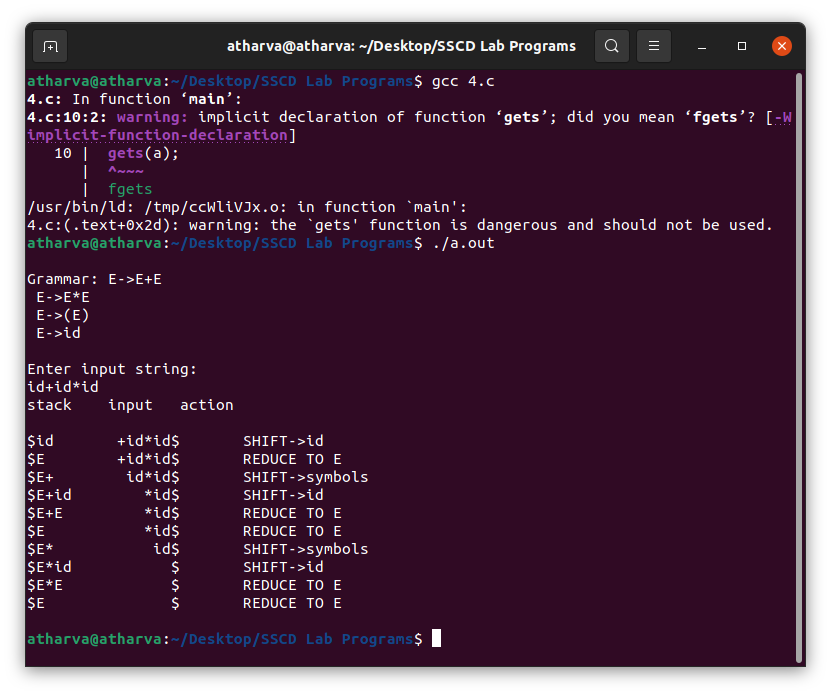 atharva@atharva: ~/Desktop/SSCD Lab Programs
atharva@atharva:~/Desktop/SSCD Lab Programs$ gcc 4.c
4.c: In function ‘main’:
4.c:10:2: warning: implicit declaration of function ‘gets’; did you mean ‘fgets’? [-W
implicit-function-declaration]
   10 |  gets(a);
      |  ^~~~
      |  fgets
/usr/bin/ld: /tmp/ccWliVJx.o: in function `main':
4.c:(.text+0x2d): warning: the `gets' function is dangerous and should not be used.
atharva@atharva:~/Desktop/SSCD Lab Programs$ ./a.out
Grammar: E->E+E
 E->E*E
 E->(E)
 E->id
Enter input string:
id+id*id
stack    input   action
$id       +id*id$       SHIFT->id
$E        +id*id$       REDUCE TO E
$E+        id*id$       SHIFT->symbols
$E+id        *id$       SHIFT->id
$E+E         *id$       REDUCE TO E
$E           *id$       REDUCE TO E
$E*           id$       SHIFT->symbols
$E*id           $       SHIFT->id
$E*E            $       REDUCE TO E
$E              $       REDUCE TO E
atharva@atharva:~/Desktop/SSCD Lab Programs$